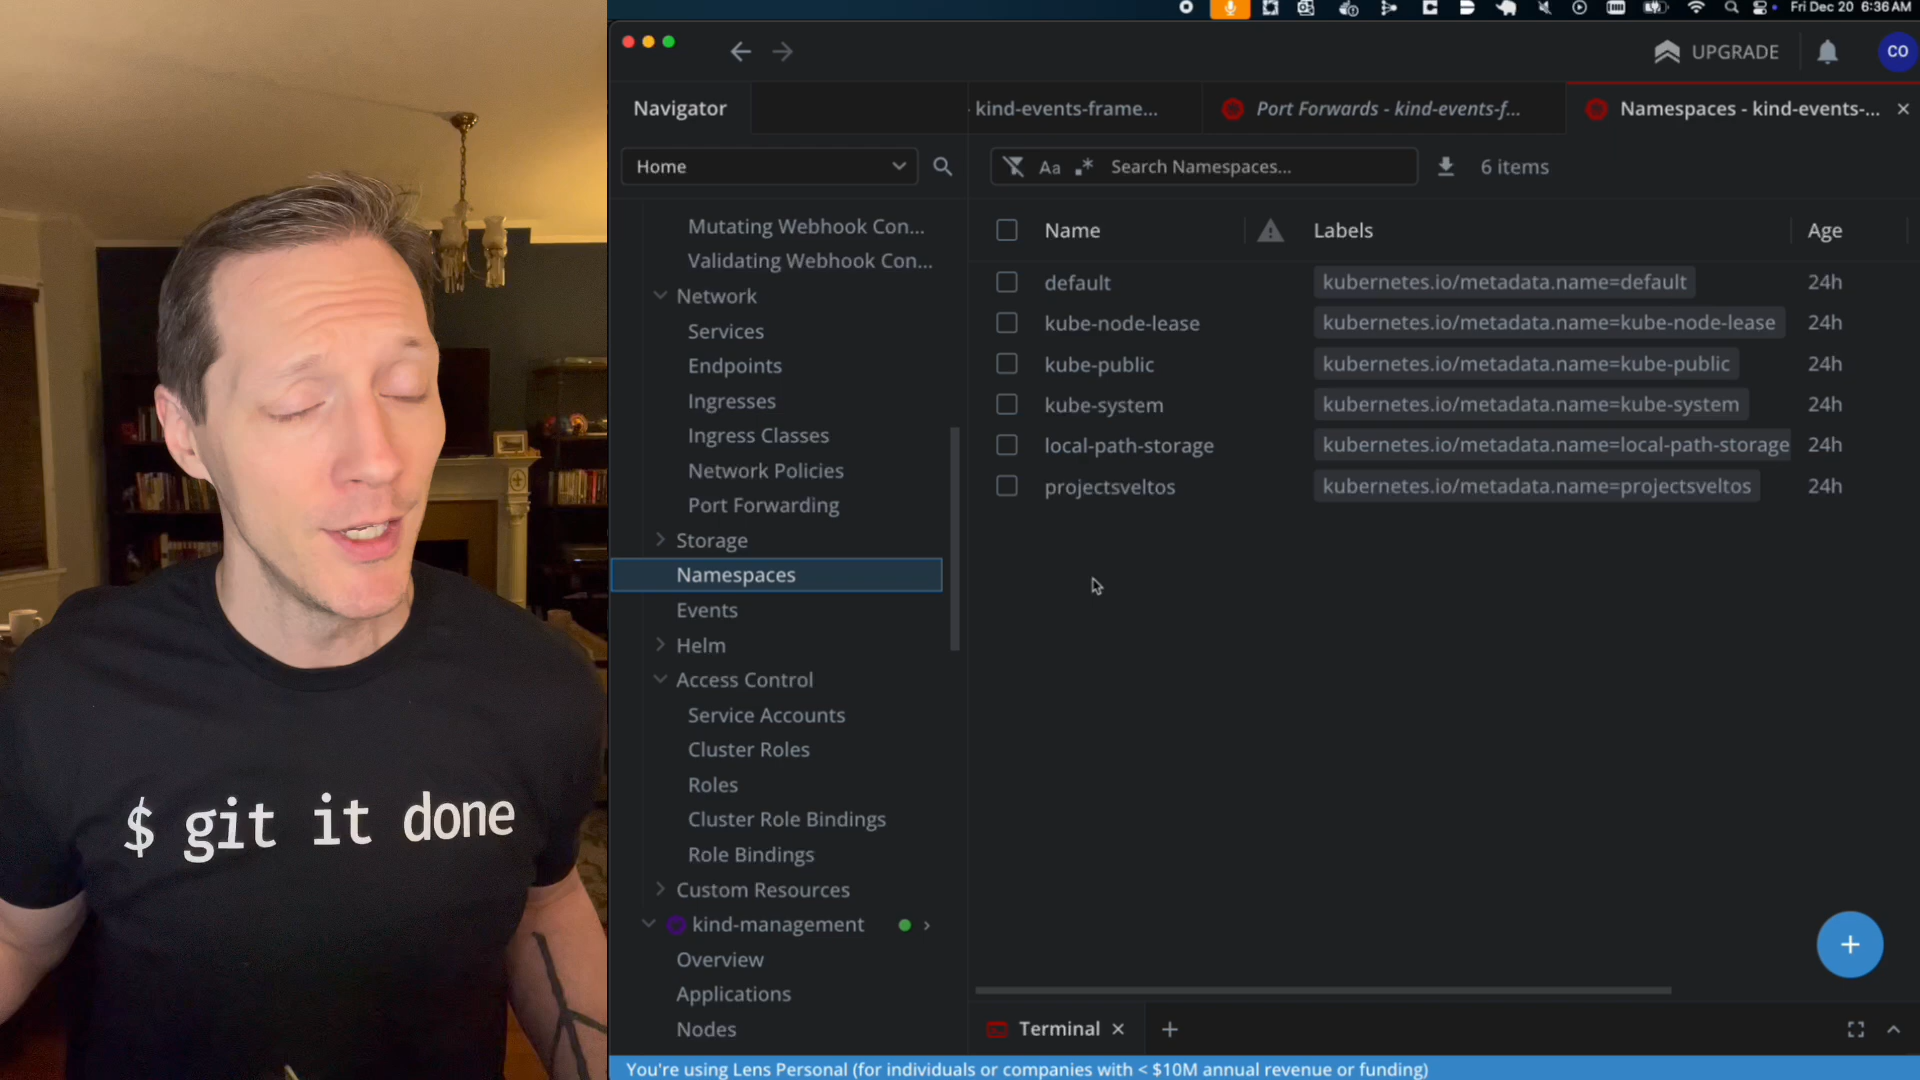 Fri Dec 20 6:36 AM
UPGRADE
CO
Navigator
kind-events-frame...
Port Forwards - kind-events-f...
Namespaces - kind-events-...
Home
Aa
.*
Search Namespaces...
6 items
Mutating Webhook Con...
Validating Webhook Con...
Network
Services
Endpoints
Ingresses
Ingress Classes
Network Policies
Port Forwarding
Storage
Namespaces
Events
Helm
Access Control
Service Accounts
Cluster Roles
Roles
Cluster Role Bindings
Role Bindings
Custom Resources
kind-management
Overview
Applications
Nodes
Name Labels Age
default kubernetes.io/metadata.name=default 24h
kube-node-lease kubernetes.io/metadata.name=kube-node-lease 24h
kube-public kubernetes.io/metadata.name=kube-public 24h
kube-system kubernetes.io/metadata.name=kube-system 24h
local-path-storage kubernetes.io/metadata.name=local-path-storage 24h
projectsveltos kubernetes.io/metadata.name=projectsveltos 24h
Terminal
You're using Lens Personal (for individuals or companies with < $10M annual revenue or funding)
$ git it done